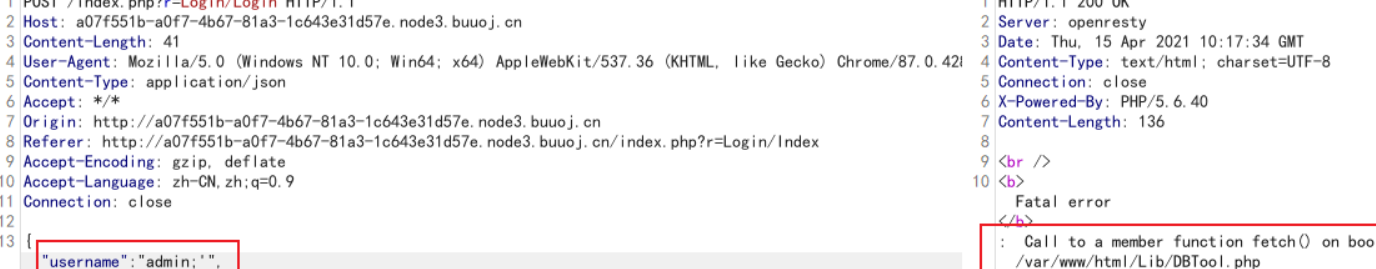 1 POST /index.php?r=Login/Login HTTP/1.1
2 Host: a07f551b-a0f7-4b67-81a3-1c643e31d57e.node3.buuoj.cn
3 Content-Length: 41
4 User-Agent: Mozilla/5.0 (Windows NT 10.0; Win64; x64) AppleWebKit/537.36 (KHTML, like Gecko) Chrome/87.0.428
5 Content-Type: application/json
6 Accept: */*
7 Origin: http://a07f551b-a0f7-4b67-81a3-1c643e31d57e.node3.buuoj.cn
8 Referer: http://a07f551b-a0f7-4b67-81a3-1c643e31d57e.node3.buuoj.cn/index.php?r=Login/Index
9 Accept-Encoding: gzip, deflate
10 Accept-Language: zh-CN,zh;q=0.9
11 Connection: close
12
13 {
"username":"admin;'",
1 HTTP/1.1 200 OK
2 Server: openresty
3 Date: Thu, 15 Apr 2021 10:17:34 GMT
4 Content-Type: text/html; charset=UTF-8
5 Connection: close
6 X-Powered-By: PHP/5.6.40
7 Content-Length: 136
8
9 <br />
10 <b>
Fatal error
</b>
: Call to a member function fetch() on boo
/var/www/html/Lib/DBTool.php